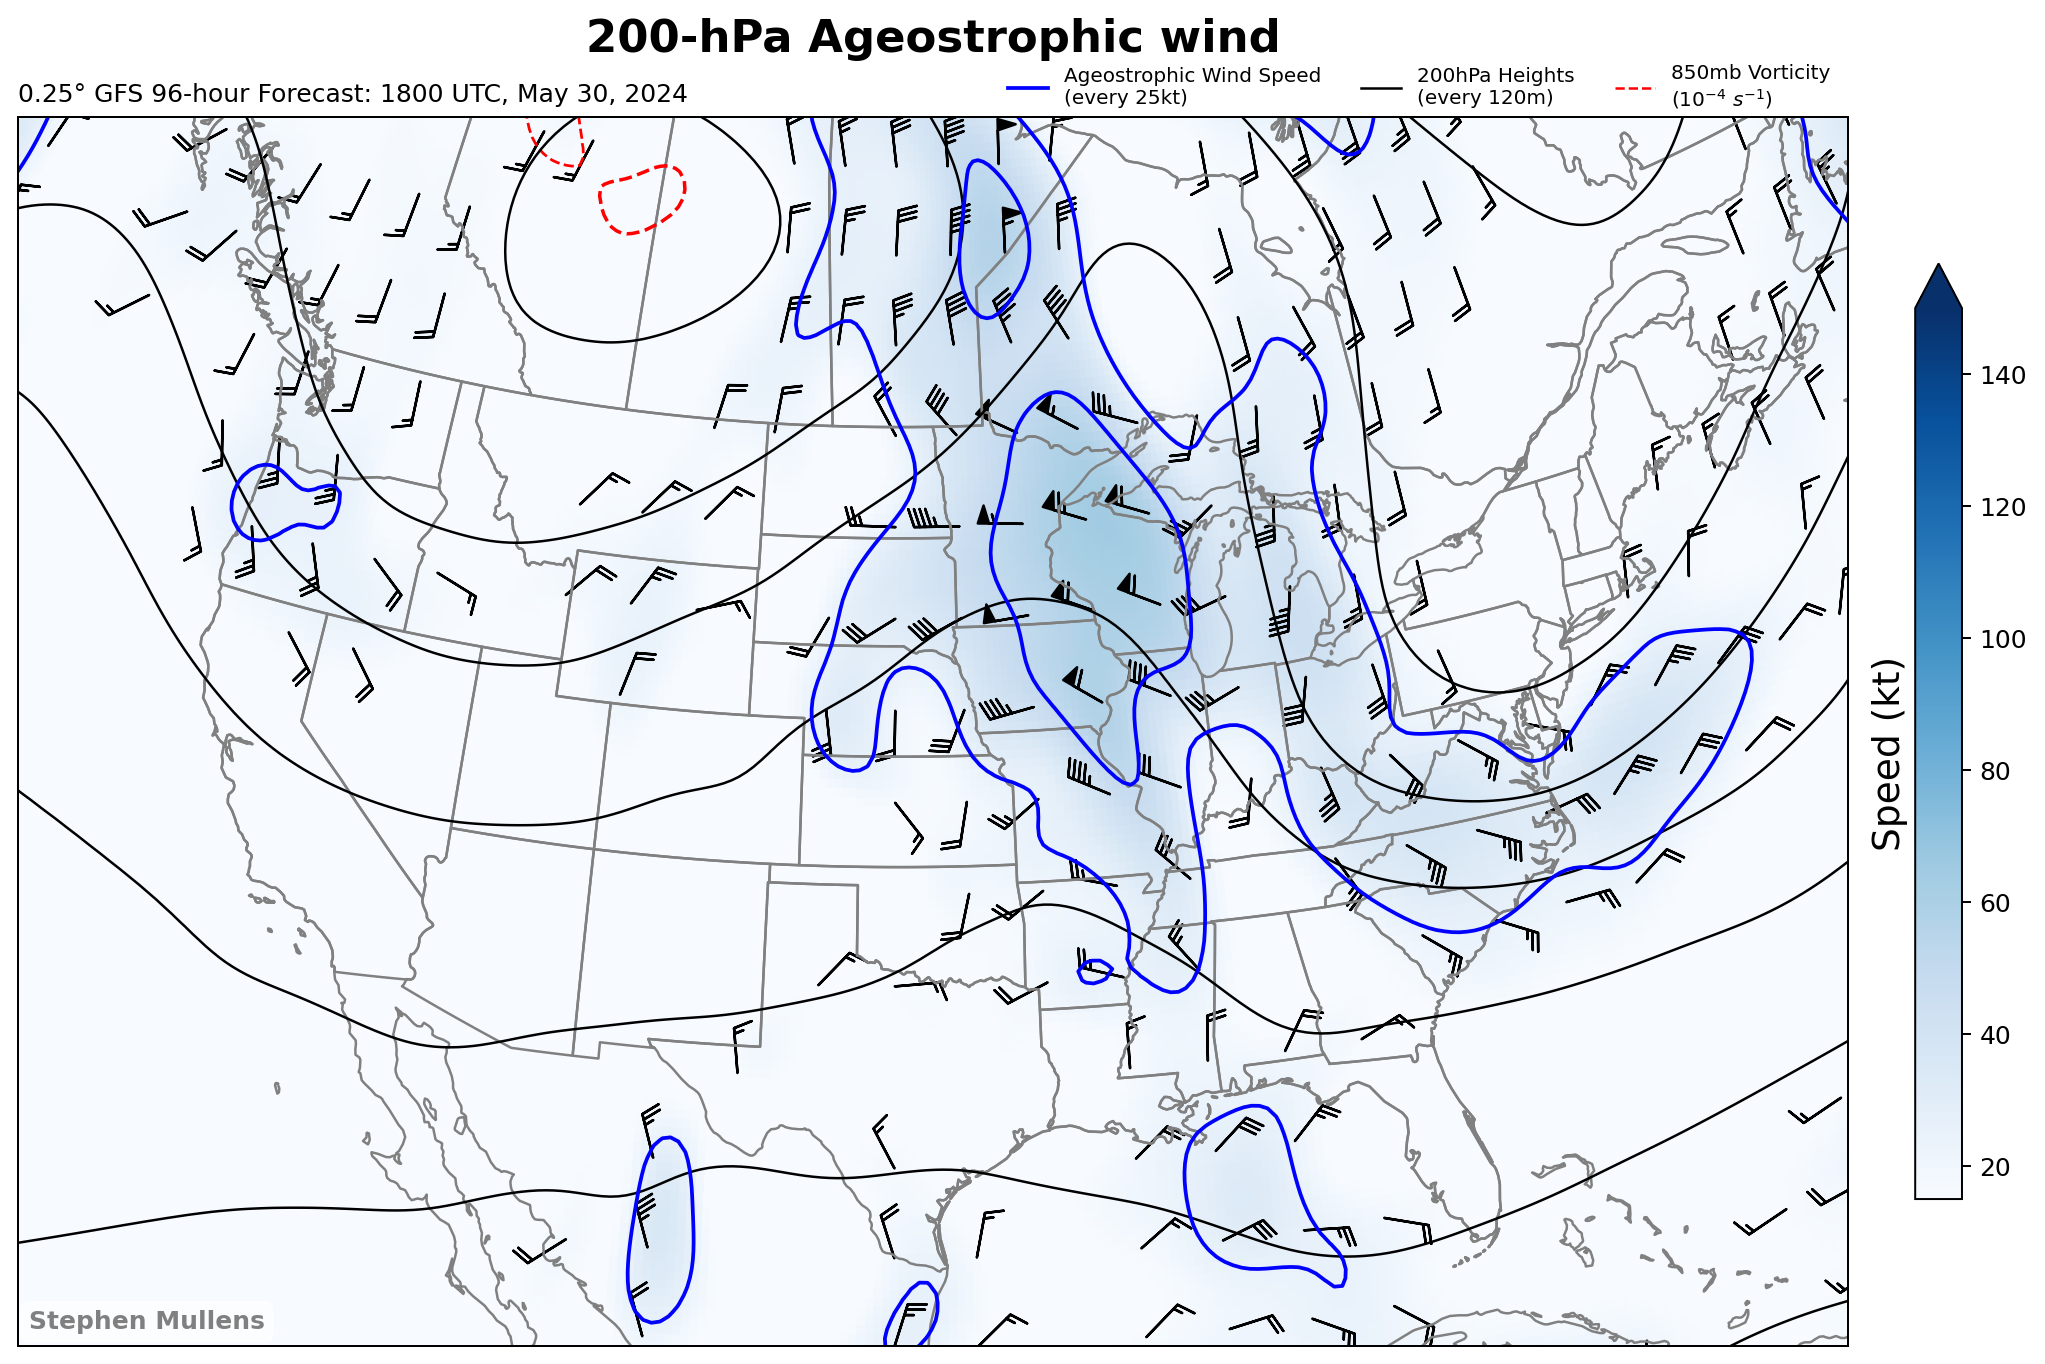 200-hPa Ageostrophic wind
0.25° GFS 96-hour Forecast: 1800 UTC, May 30, 2024
Ageostrophic Wind Speed
(every 25kt)
200hPa Heights
(every 120m)
850mb Vorticity
(10⁻⁴ s⁻¹)
140
120
100
80
60
40
20
Speed (kt)
Stephen Mullens